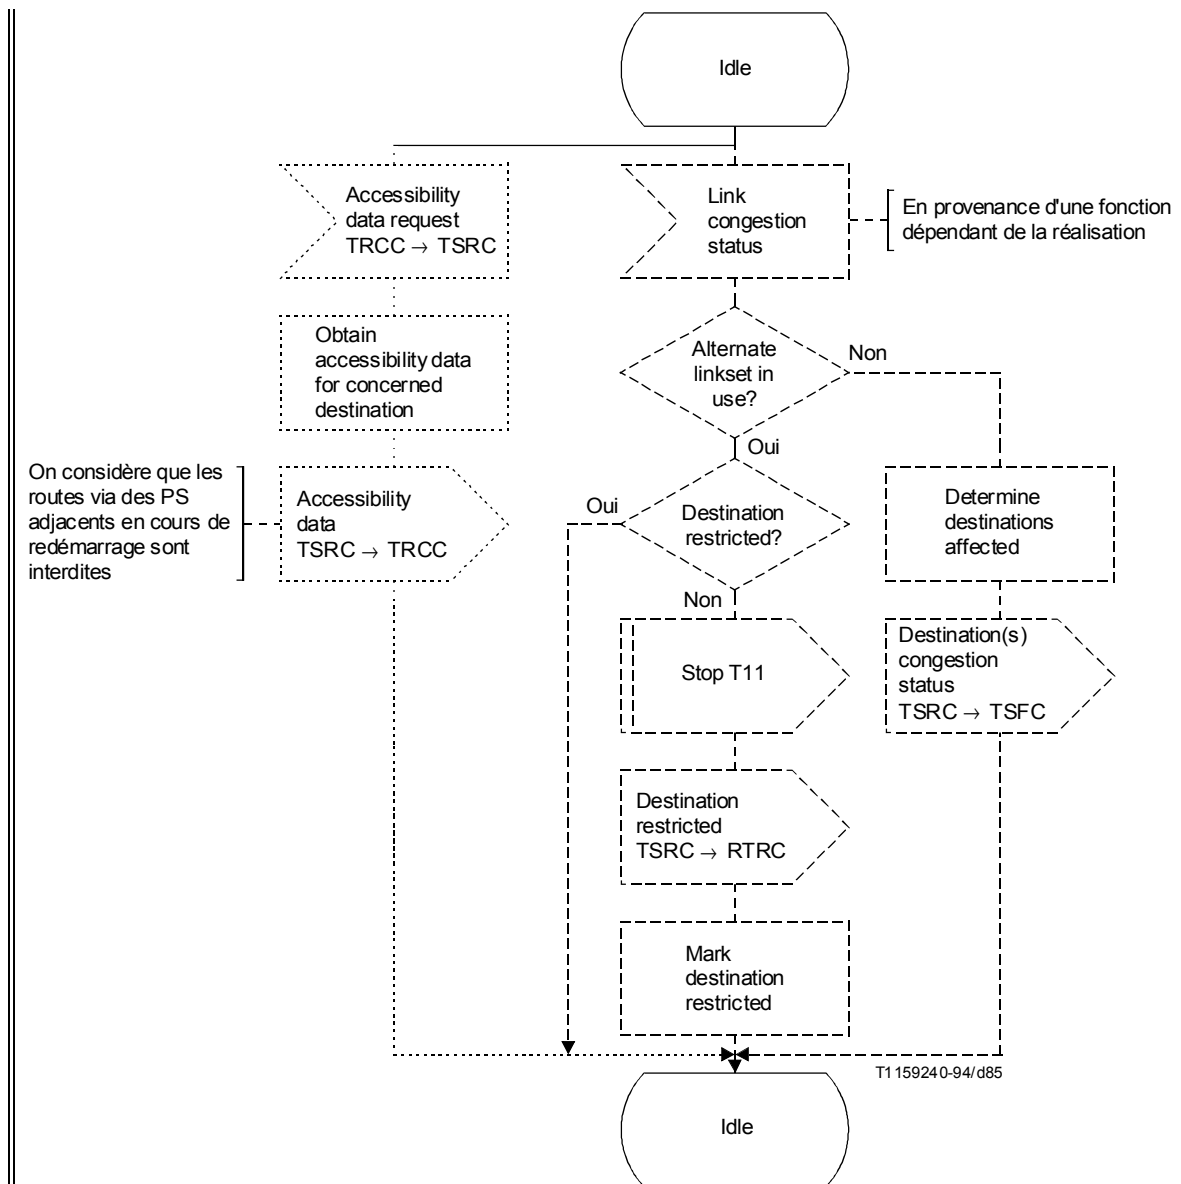 Idle
Accessibility
data request
TRCC → TSRC
Link
congestion
status
En provenance d'une fonction
dépendant de la réalisation
Obtain
accessibility data
for concerned
destination
Alternate
linkset in
use?
Non
Oui
On considère que les
routes via des PS
adjacents en cours de
redémarrage sont
interdites
Accessibility
data
TSRC → TRCC
Oui
Destination
restricted?
Non
Determine
destinations
affected
Stop T11
Destination(s)
congestion
status
TSRC → TSFC
Destination
restricted
TSRC → RTRC
Mark
destination
restricted
T1159240-94/d85
Idle